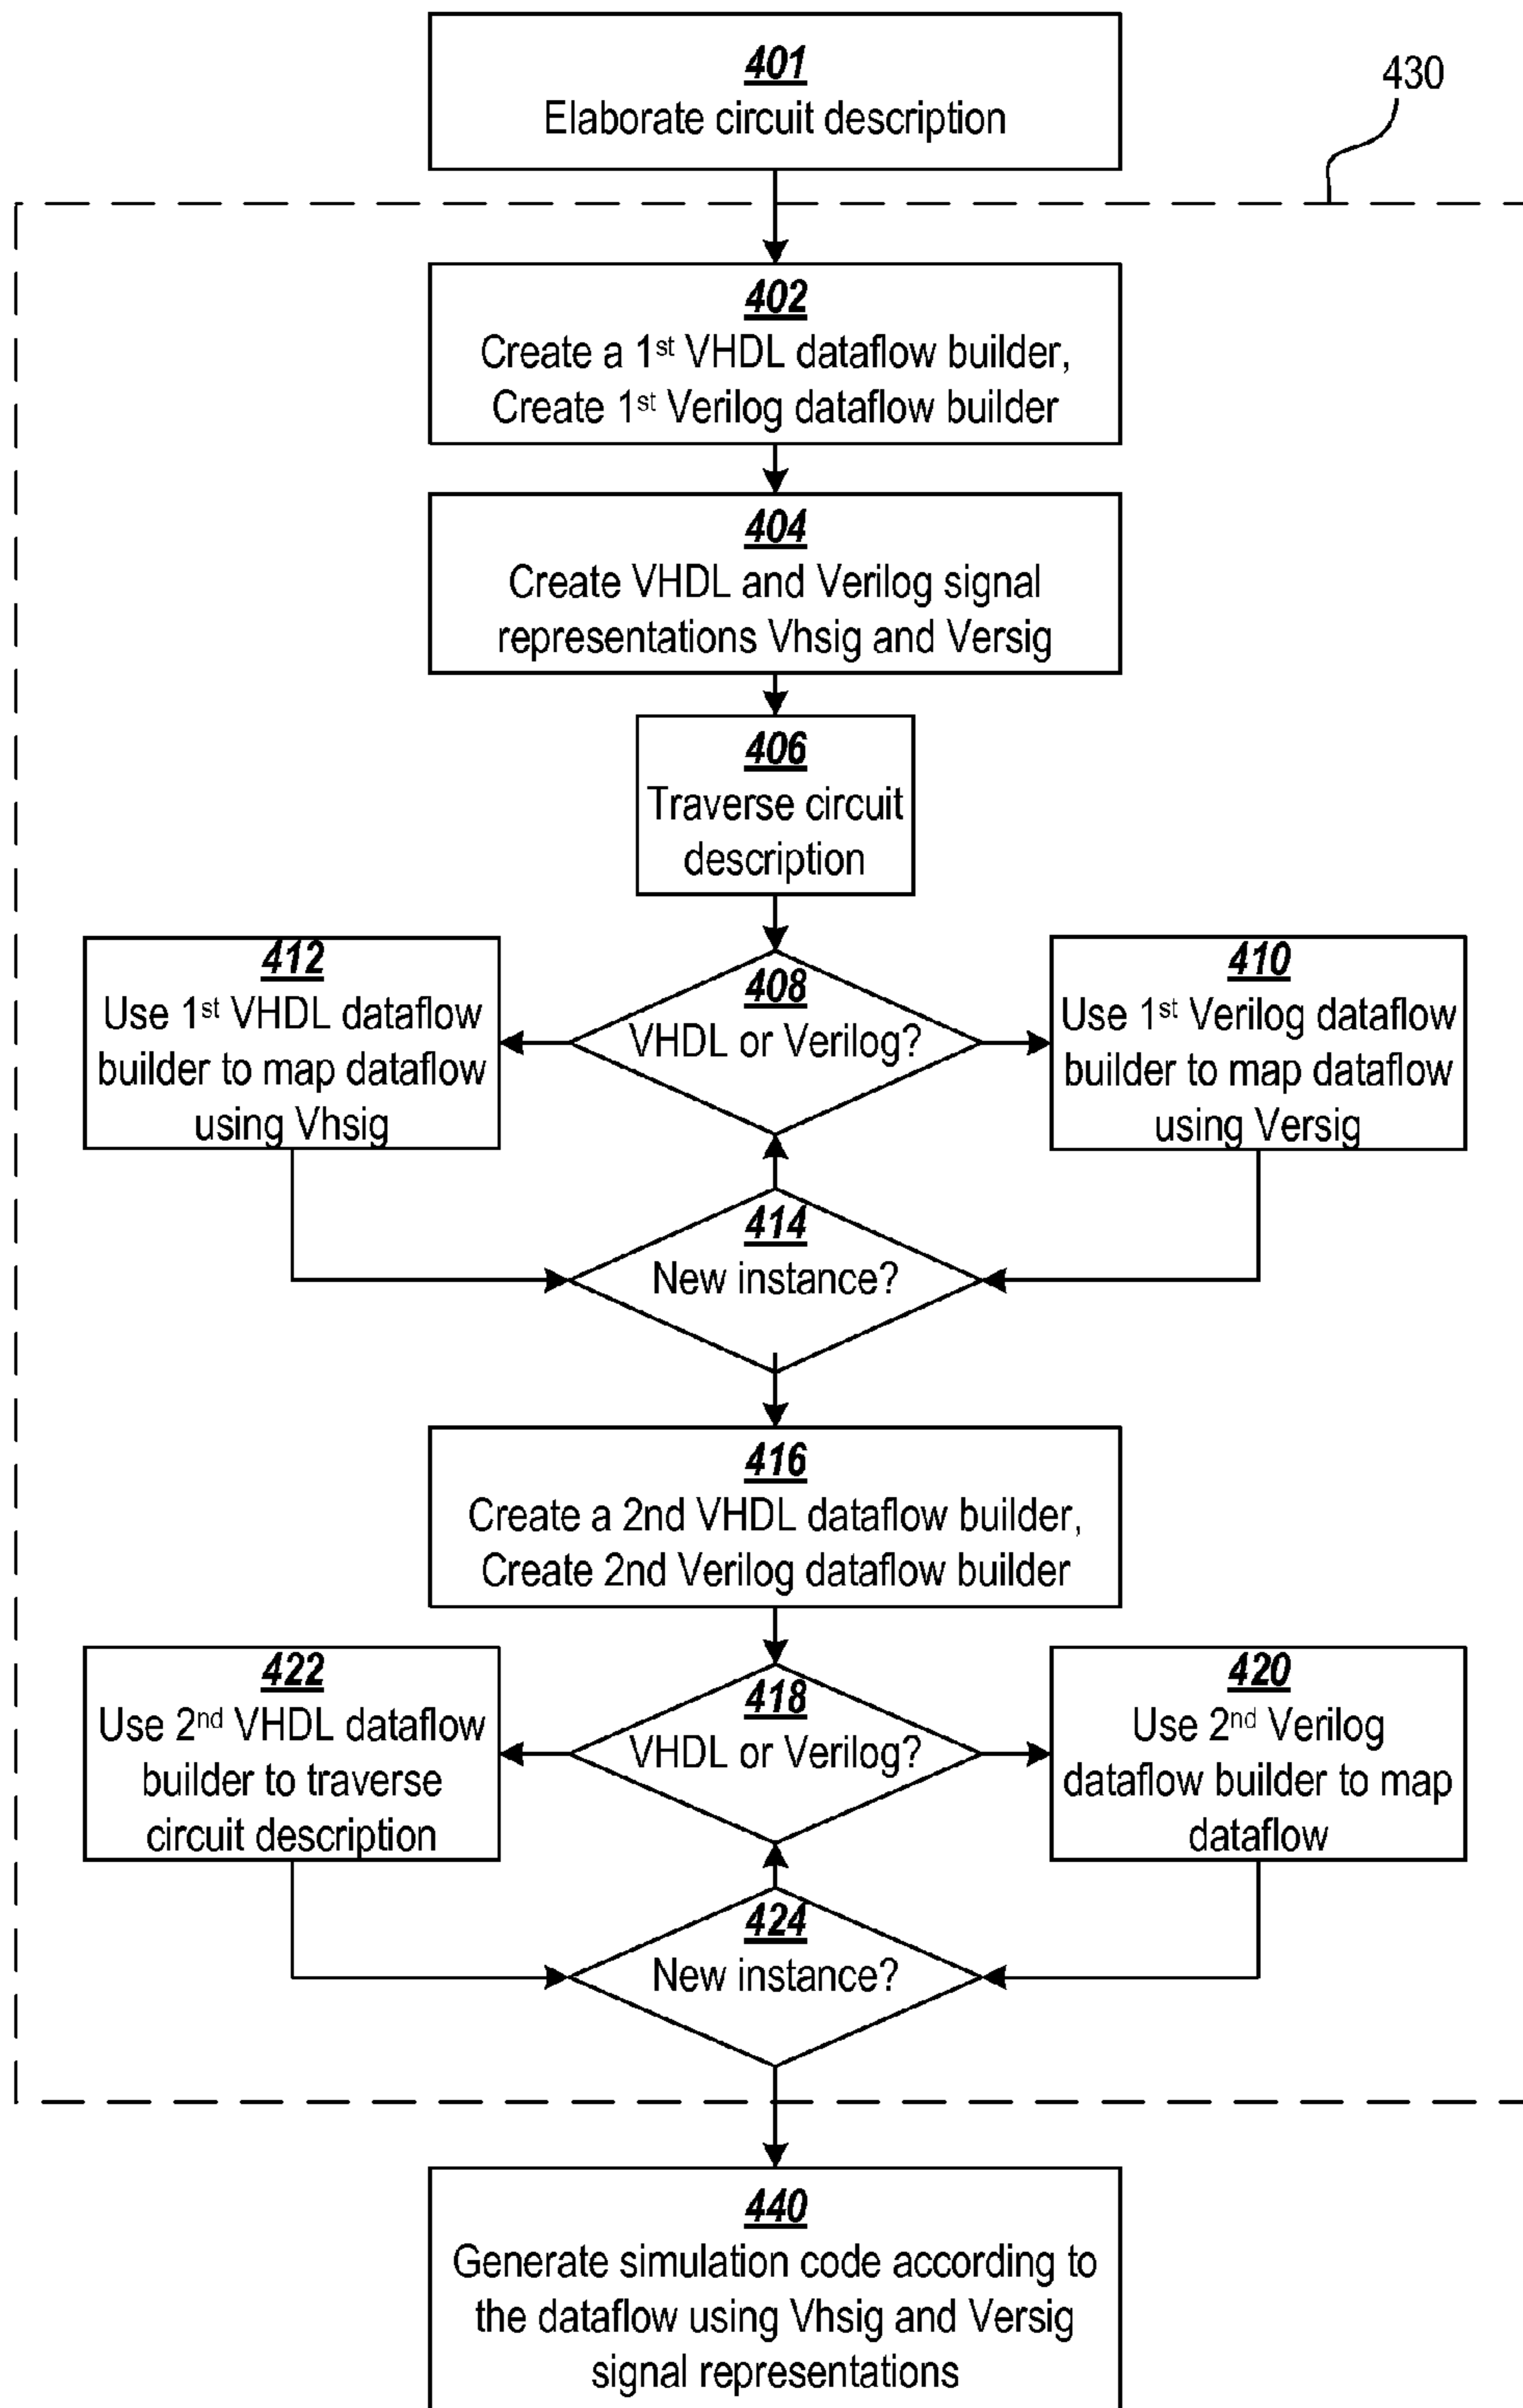 401
Elaborate circuit description
430
402
Create a 1st VHDL dataflow builder,
Create 1st Verilog dataflow builder
404
Create VHDL and Verilog signal
representations Vhsig and Versig
406
Traverse circuit
description
412
Use 1st VHDL dataflow
builder to map dataflow
using Vhsig
408
VHDL or Verilog?
410
Use 1st Verilog dataflow
builder to map dataflow
using Versig
414
New instance?
416
Create a 2nd VHDL dataflow builder,
Create 2nd Verilog dataflow builder
422
Use 2nd VHDL dataflow
builder to traverse
circuit description
418
VHDL or Verilog?
420
Use 2nd Verilog
dataflow builder to map
dataflow
424
New instance?
440
Generate simulation code according to
the dataflow using Vhsig and Versig
signal representations